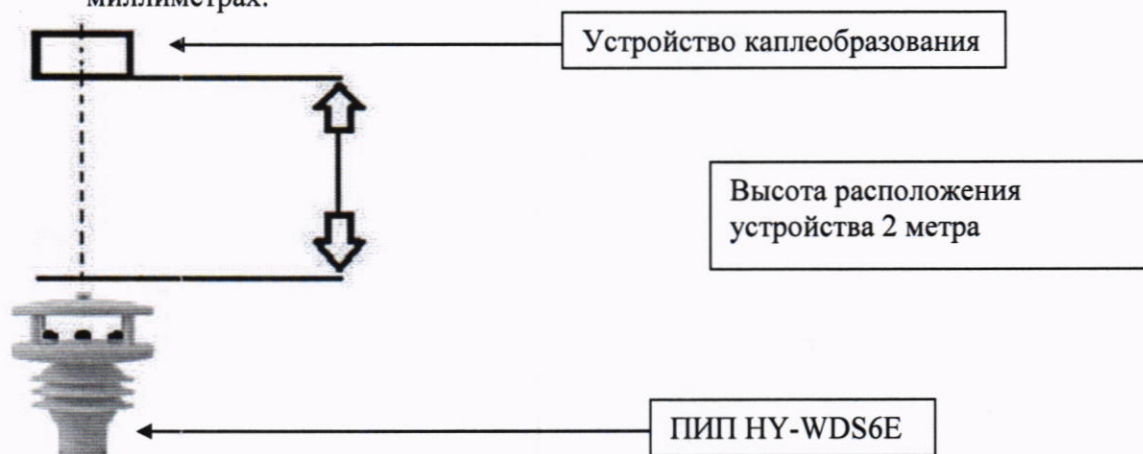 миллиметрах.
Устройство каплеобразования
Высота расположения
устройства 2 метра
ПИП HY-WDS6E